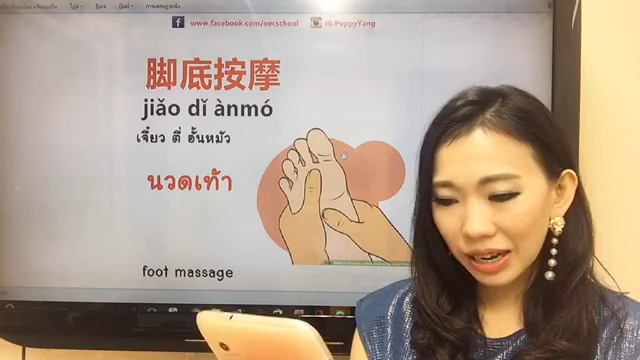 www.facebook.com/oecschool IG:PoppyYang
脚底按摩
jiǎo dǐ ànmó
เจี๋ยว ตี่ อั้นหมัว
นวดเท้า
foot massage